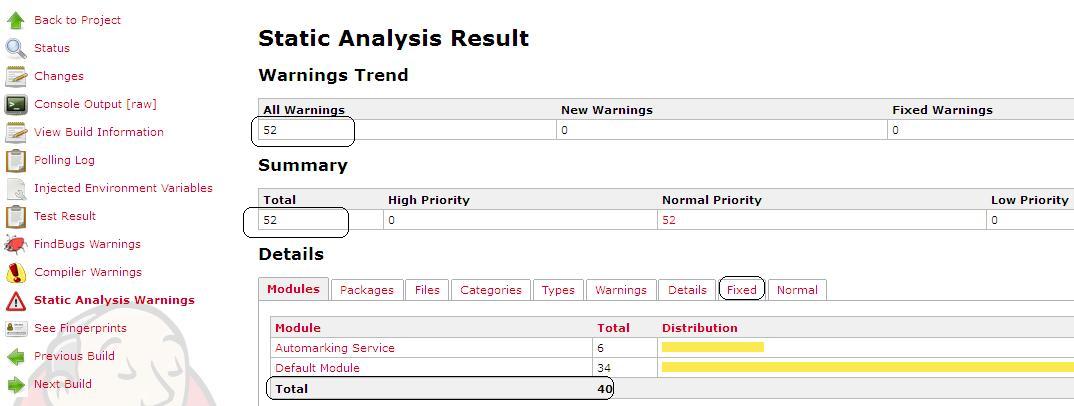 Back to Project
Status
Changes
Console Output [raw]
View Build Information
Polling Log
Injected Environment Variables
Test Result
FindBugs Warnings
Compiler Warnings
Static Analysis Warnings
See Fingerprints
Previous Build
Next Build
Static Analysis Result
Warnings Trend
All Warnings New Warnings Fixed Warnings
52 0 0
Summary
Total High Priority Normal Priority Low Priority
52 0 52 0
Details
Modules Packages Files Categories Types Warnings Details Fixed Normal
Module Total Distribution
Automarking Service 6
Default Module 34
Total 40